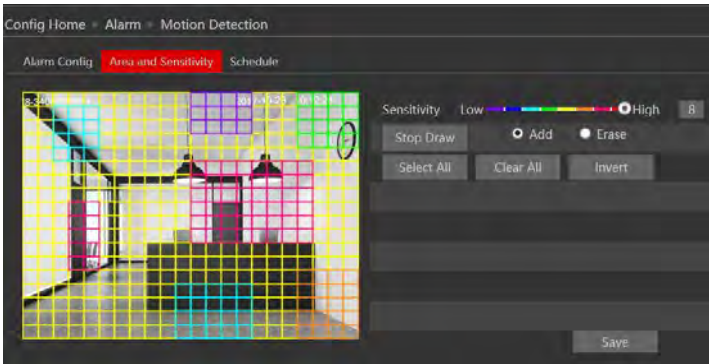 Config Home Alarm Motion Detection
Alarm Config Area and Sensitivity Schedule
Sensitivity Low High 8
Stop Draw Add Erase
Select All Clear All Invert
Save